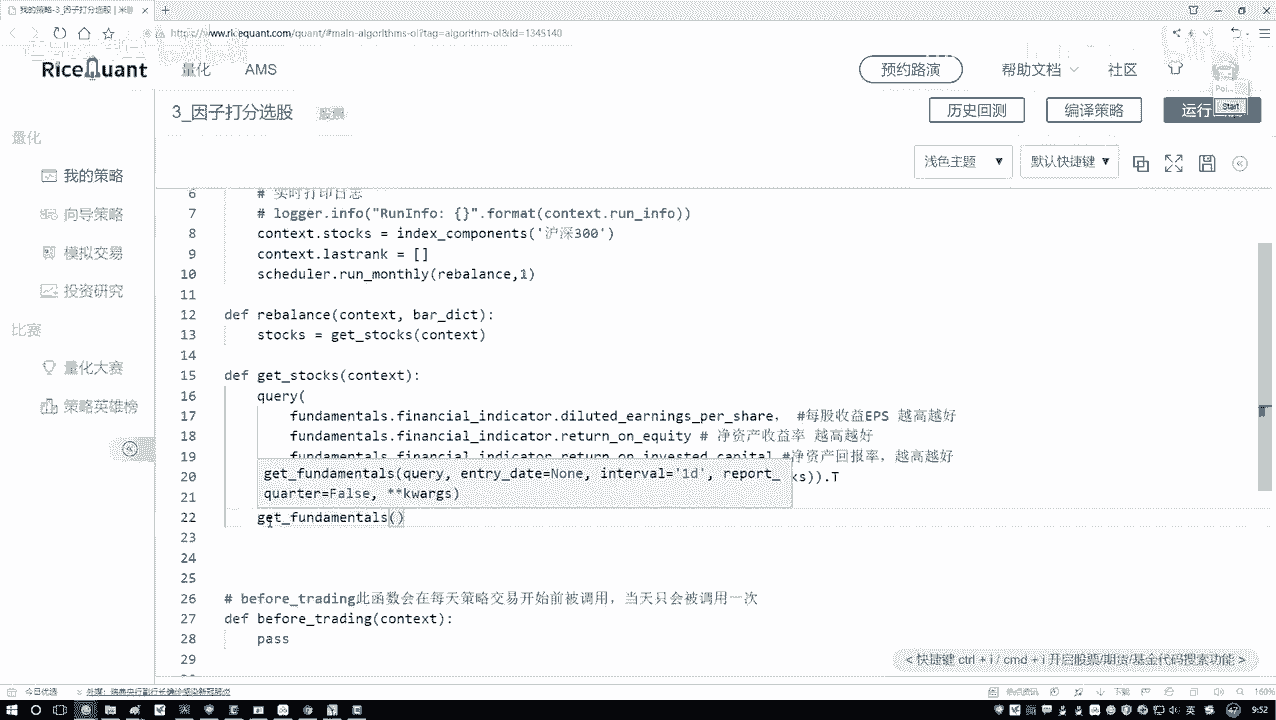 我的策略-3_因子打分选股 | 米
https://www.ricequant.com/quant/#main-algorithms-ol?tag=algorithm-ol&id=1345140
RiceQuant
量化
AMS
预约路演
帮助文档
社区
3_因子打分选股
股票
历史回测
编译策略
运行
Start
浅色主题 ▼
默认快捷键 ▼
量化
我的策略
向导策略
模拟交易
投资研究
比赛
量化大赛
策略英雄榜
6 # 实时打印日志
7 # logger.info("RunInfo: {}".format(context.run_info))
8 context.stocks = index_components('沪深300')
9 context.lastrank = []
10 scheduler.run_monthly(rebalance,1)
11
12 def rebalance(context, bar_dict):
13 stocks = get_stocks(context)
14
15 def get_stocks(context):
16 query(
17 fundamentals.financial_indicator.diluted_earnings_per_share， #每股收益EPS 越高越好
18 fundamentals.financial_indicator.return_on_equity # 净资产收益率 越高越好
19 fundamentals.financial_indicator.return_on_invested_capital #净资产回报率，越高越好
get_fundamentals(query, entry_date=None, interval='1d', report_
quarter=False, **kwargs)
20 ks)).T
21
22 get_fundamentals()
23
24
25
26 # before_trading此函数会在每天策略交易开始前被调用，当天只会被调用一次
27 def before_trading(context):
28 pass
29
< 快捷键 ctrl + i / cmd + i 开启股票/期货/基金代码搜索功能 >
今日优选
下载
160%
英
9:52